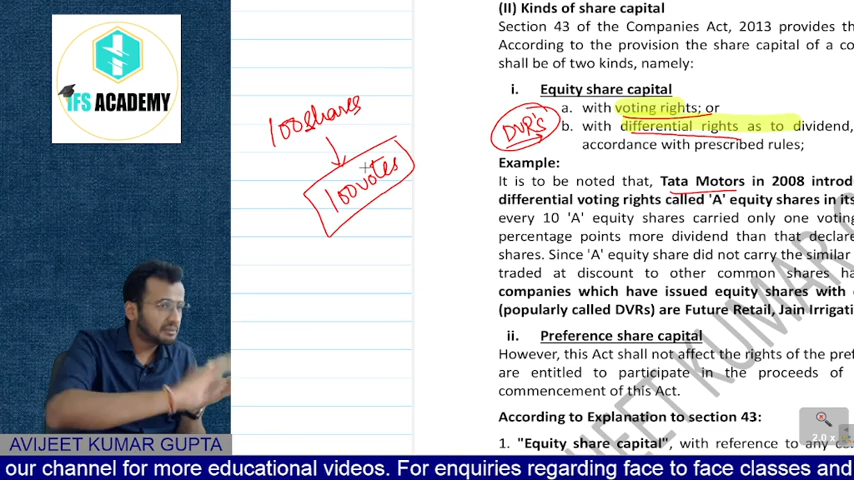 IFS ACADEMY
100 shares
100 votes
(II) Kinds of share capital
Section 43 of the Companies Act, 2013 provides th
According to the provision the share capital of a co
shall be of two kinds, namely:
i. Equity share capital
a. with voting rights; or
DVR's
b. with differential rights as to dividend,
accordance with prescribed rules;
Example:
It is to be noted that, Tata Motors in 2008 introd
differential voting rights called 'A' equity shares in its
every 10 'A' equity shares carried only one voting
percentage points more dividend than that declare
shares. Since 'A' equity share did not carry the similar
traded at discount to other common shares ha
companies which have issued equity shares with
(popularly called DVRs) are Future Retail, Jain Irrigati
ii. Preference share capital
However, this Act shall not affect the rights of the pref
are entitled to participate in the proceeds of
commencement of this Act.
According to Explanation to section 43:
1. "Equity share capital", with reference to any co
2.0 x
AVIJEET KUMAR GUPTA
our channel for more educational videos. For enquiries regarding face to face classes and